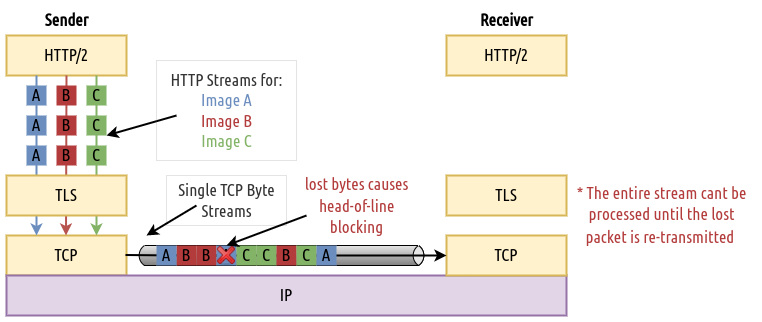 Sender
Receiver
HTTP/2
HTTP/2
A B C
A B C
A B C
HTTP Streams for:
Image A
Image B
Image C
TLS
TLS
Single TCP Byte
Streams
lost bytes causes
head-of-line
blocking
* The entire stream cant be
processed until the lost
packet is re-transmitted
TCP
A B B C C B C A
TCP
IP